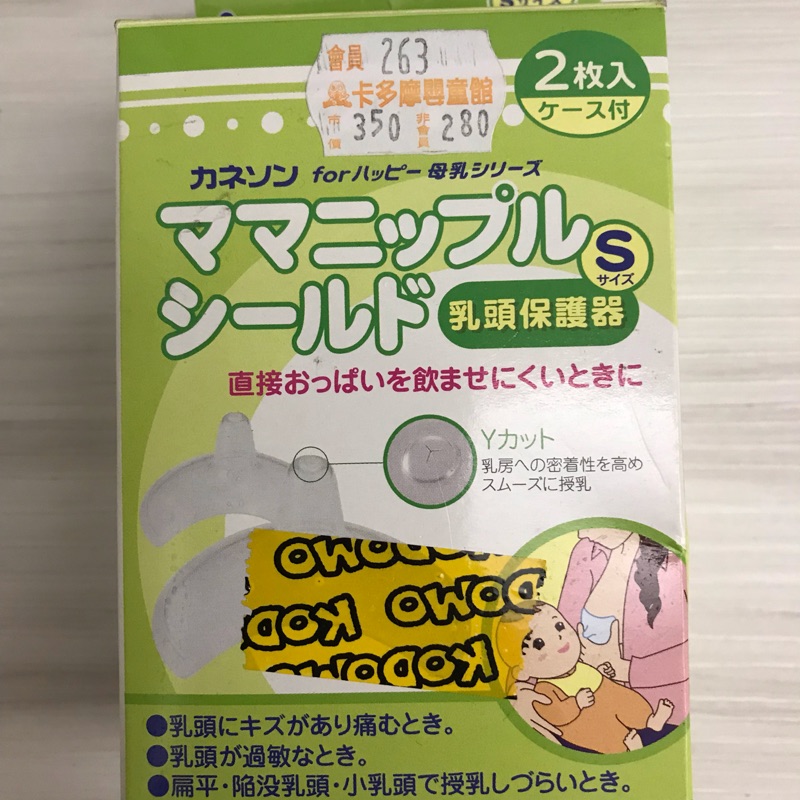 Sサイズ
會員 263
卡多摩嬰童館
市價 350 非會員 280
2枚入
ケース付
カネソン forハッピー母乳シリーズ
ママニップル
シールド
S
サイズ
乳頭保護器
直接おっぱいを飲ませにくいときに
Yカット
乳房への密着性を高め
スムーズに授乳
KODOMO
DOMO KOD
KODOMO
●乳頭にキズがあり痛むとき。
●乳頭が過敏なとき。
●扁平・陥没乳頭・小乳頭で授乳しづらいとき。